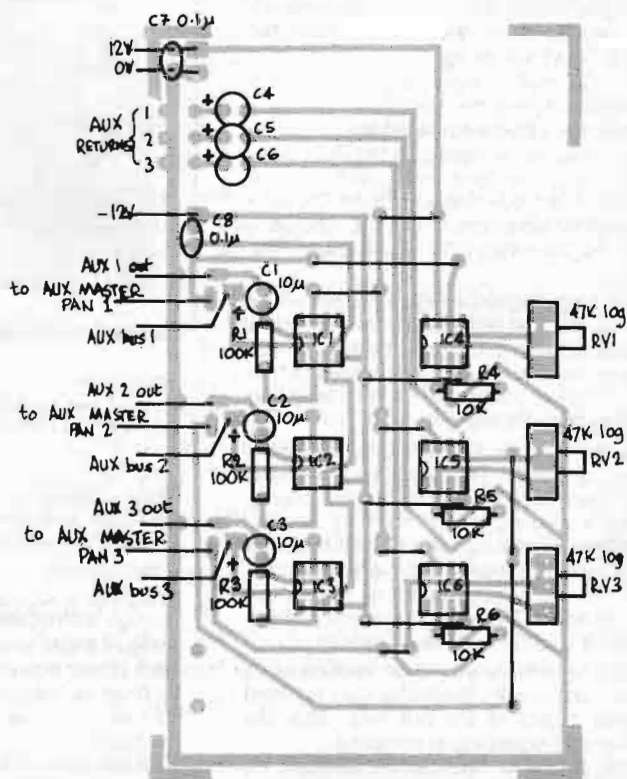 C7 0.1µ
12V
0V
AUX RETURNS
1
2
3
+
+
+
C4
C5
C6
-12V
C8
0.1µ
AUX 1 out
to AUX MASTER
PAN 1
AUX bus 1
C1
10µ
+
R1
100K
IC1
IC4
47K log
RV1
R4
10K
AUX 2 out
to AUX MASTER
PAN 2
AUX bus 2
C2
10µ
+
R2
100K
IC2
IC5
47K log
RV2
R5
10K
AUX 3 out
to AUX MASTER
PAN 3
AUX bus 3
C3
10µ
+
R3
100K
IC3
IC6
47K log
RV3
R6
10K